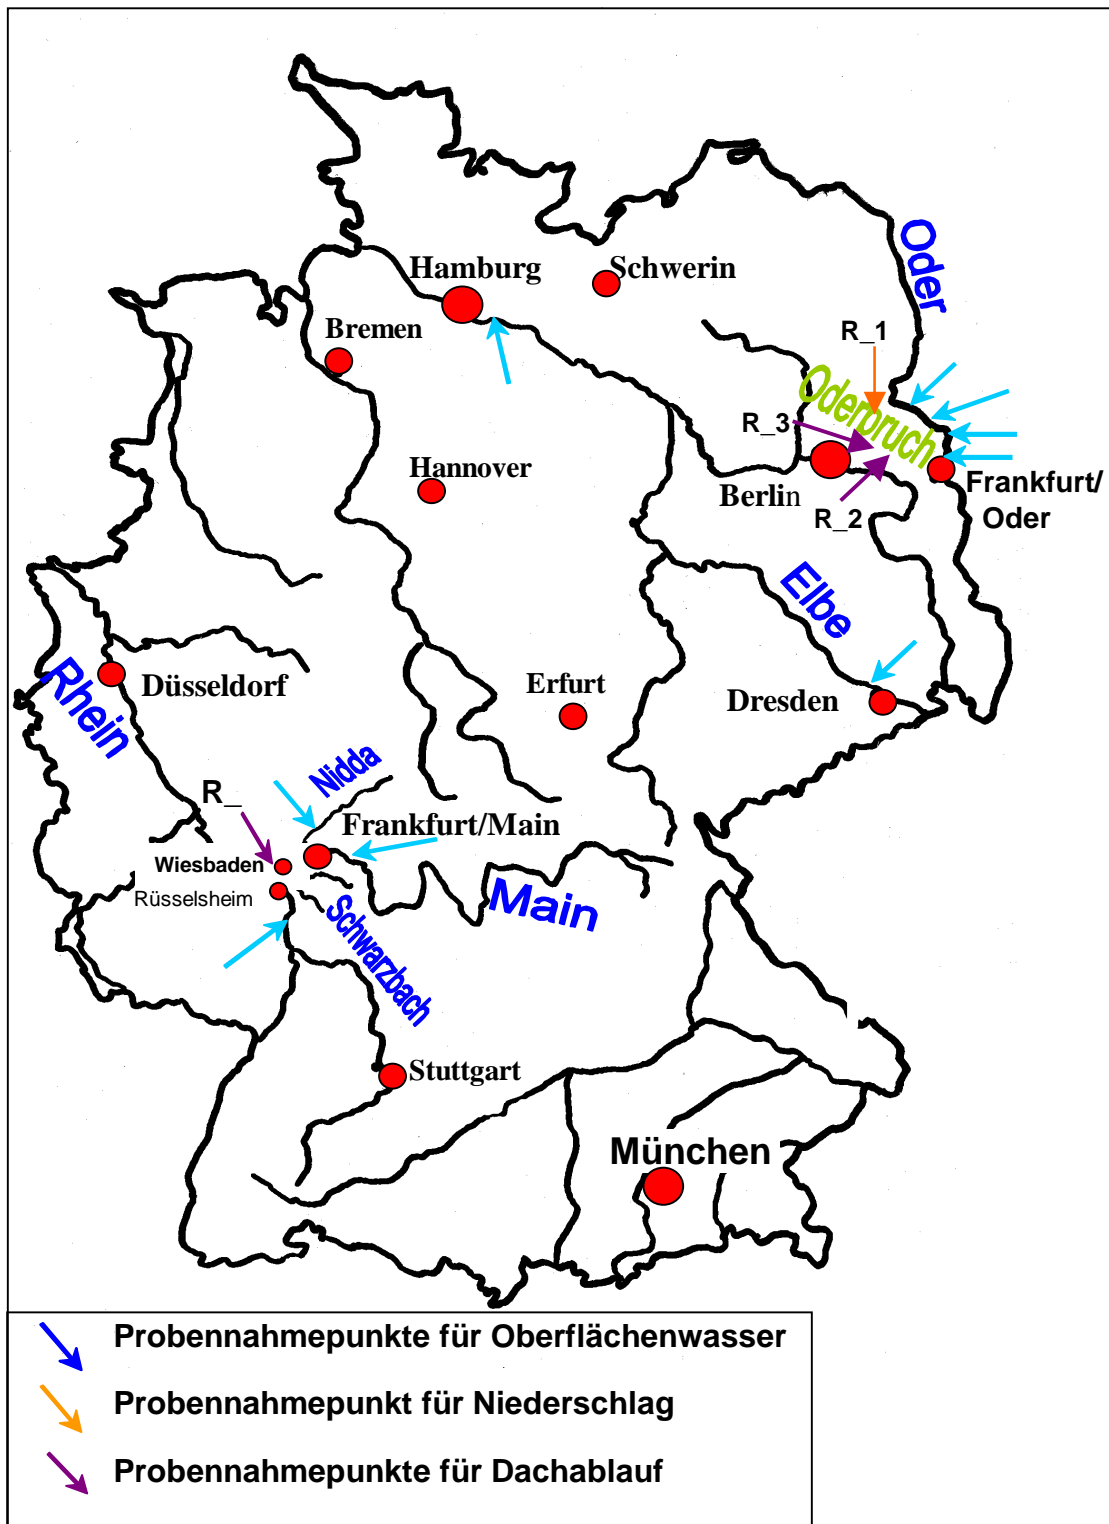 Oder
Hamburg
Schwerin
Bremen
R_1
Oderbruch
R_3
Hannover
Berlin
Frankfurt/
Oder
R_2
Elbe
Rhein
Düsseldorf
Erfurt
Dresden
Nidda
R_
Frankfurt/Main
Wiesbaden
Rüsselsheim
Main
Schwarzbach
Stuttgart
München
Probennahmepunkte für Oberflächenwasser
Probennahmepunkt für Niederschlag
Probennahmepunkte für Dachablauf